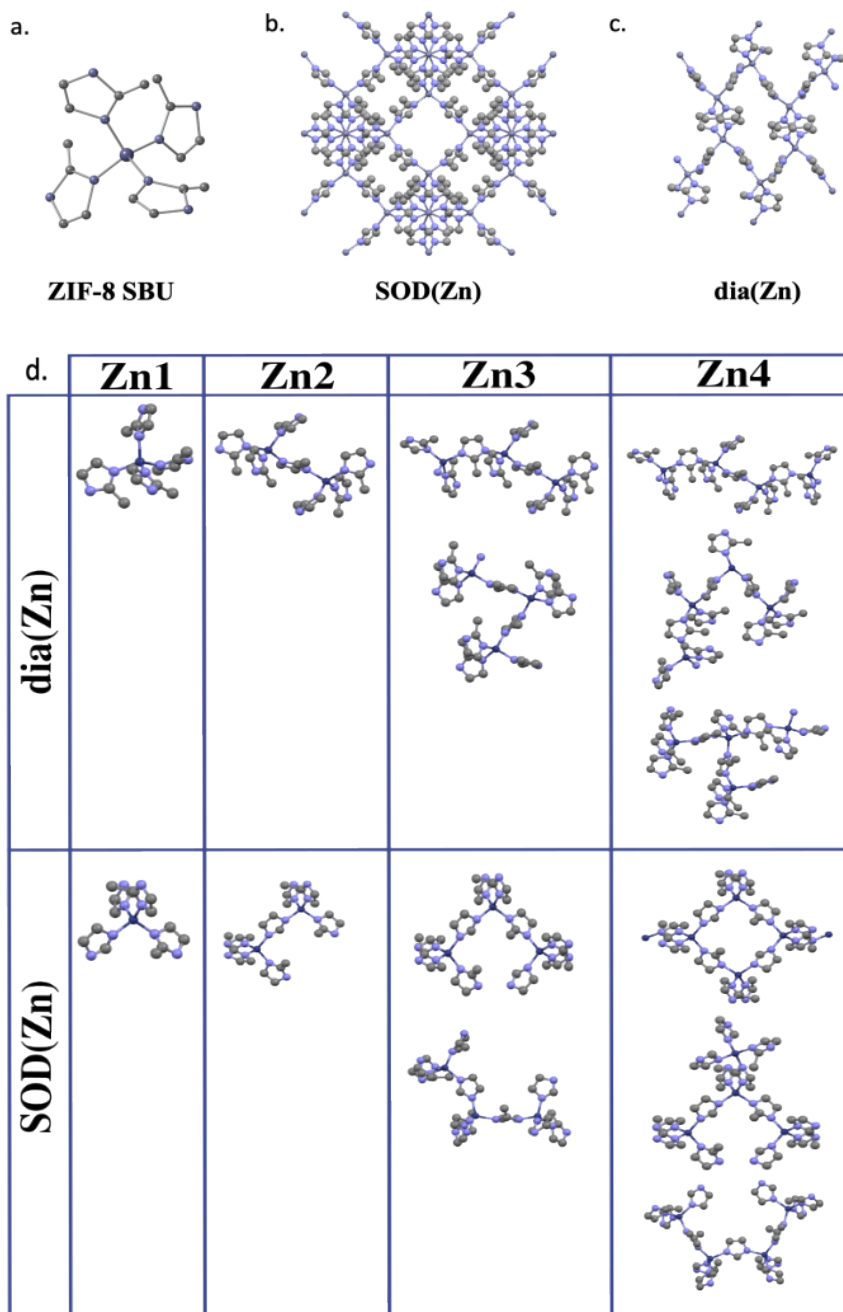 a.
b.
c.
ZIF-8 SBU
SOD(Zn)
dia(Zn)
d.
Zn1
Zn2
Zn3
Zn4
dia(Zn)
SOD(Zn)